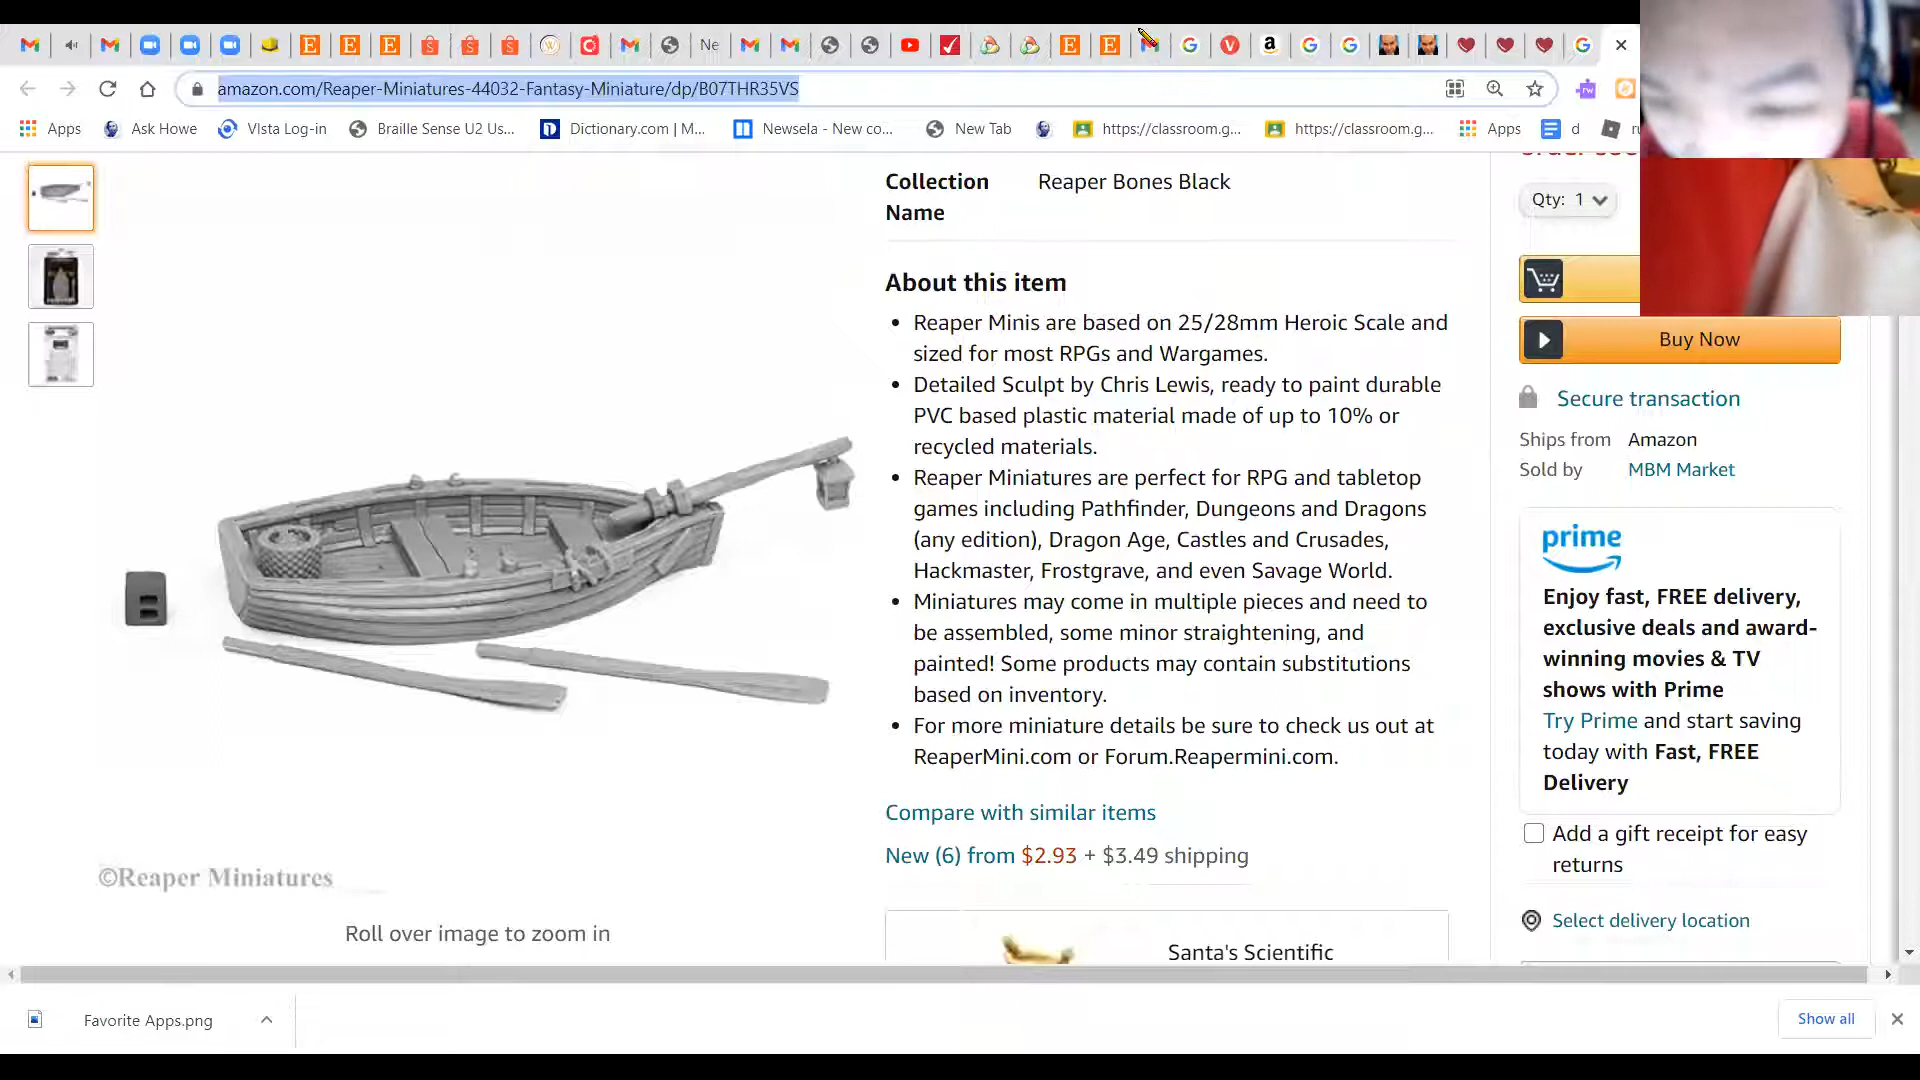 Ne
amazon.com/Reaper-Miniatures-44032-Fantasy-Miniature/dp/B07THR35VS
Apps
Ask Howe
VIsta Log-in
Braille Sense U2 Us...
Dictionary.com | M...
Newsela - New co...
New Tab
https://classroom.g...
https://classroom.g...
Apps
d
Collection Name
Reaper Bones Black
Qty: 1
About this item
Reaper Minis are based on 25/28mm Heroic Scale and
sized for most RPGs and Wargames.
Detailed Sculpt by Chris Lewis, ready to paint durable
PVC based plastic material made of up to 10% or
recycled materials.
Reaper Miniatures are perfect for RPG and tabletop
games including Pathfinder, Dungeons and Dragons
(any edition), Dragon Age, Castles and Crusades,
Hackmaster, Frostgrave, and even Savage World.
Miniatures may come in multiple pieces and need to
be assembled, some minor straightening, and
painted! Some products may contain substitutions
based on inventory.
For more miniature details be sure to check us out at
ReaperMini.com or Forum.Reapermini.com.
Compare with similar items
New (6) from $2.93 + $3.49 shipping
Santa's Scientific
©Reaper Miniatures
Roll over image to zoom in
Buy Now
Secure transaction
Ships from Amazon
Sold by MBM Market
prime
Enjoy fast, FREE delivery,
exclusive deals and award-
winning movies & TV
shows with Prime
Try Prime and start saving
today with Fast, FREE
Delivery
Add a gift receipt for easy
returns
Select delivery location
Favorite Apps.png
Show all